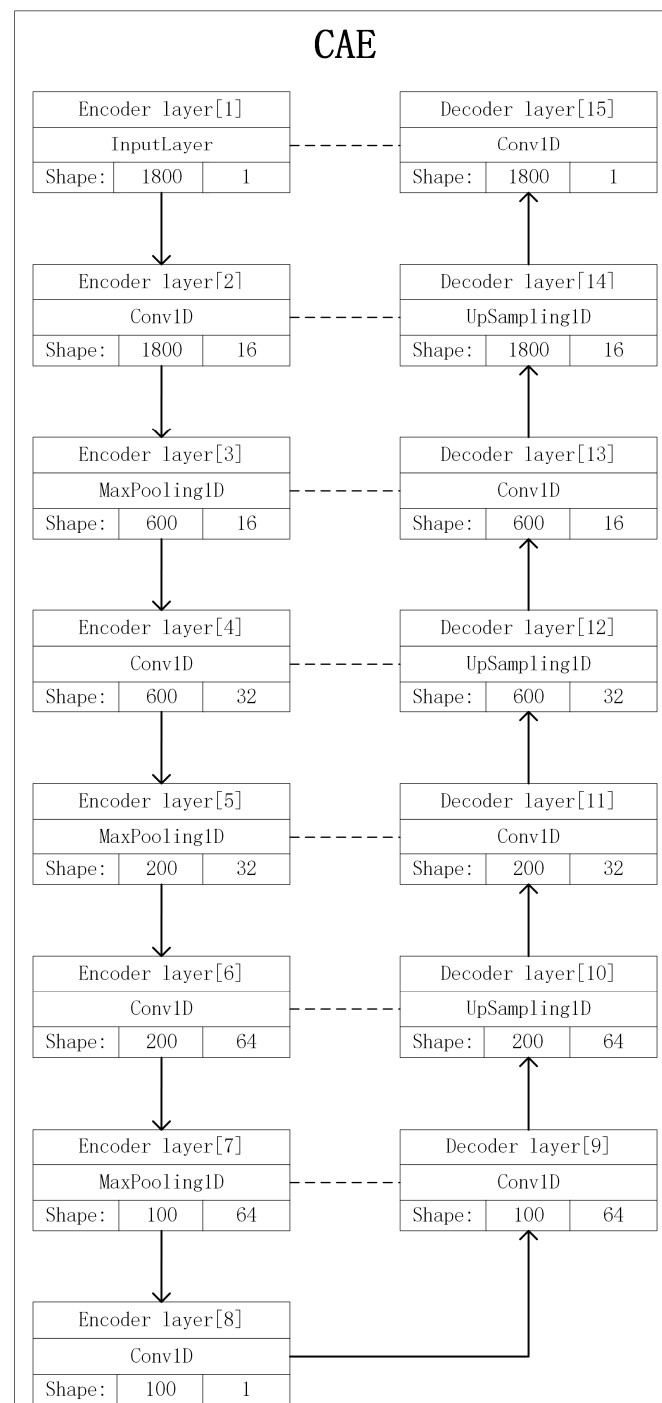 CAE
Encoder layer[1]
InputLayer
Shape: 1800 1
Encoder layer[2]
Conv1D
Shape: 1800 16
Encoder layer[3]
MaxPooling1D
Shape: 600 16
Encoder layer[4]
Conv1D
Shape: 600 32
Encoder layer[5]
MaxPooling1D
Shape: 200 32
Encoder layer[6]
Conv1D
Shape: 200 64
Encoder layer[7]
MaxPooling1D
Shape: 100 64
Encoder layer[8]
Conv1D
Shape: 100 1
Decoder layer[15]
Conv1D
Shape: 1800 1
Decoder layer[14]
UpSampling1D
Shape: 1800 16
Decoder layer[13]
Conv1D
Shape: 600 16
Decoder layer[12]
UpSampling1D
Shape: 600 32
Decoder layer[11]
Conv1D
Shape: 200 32
Decoder layer[10]
UpSampling1D
Shape: 200 64
Decoder layer[9]
Conv1D
Shape: 100 64